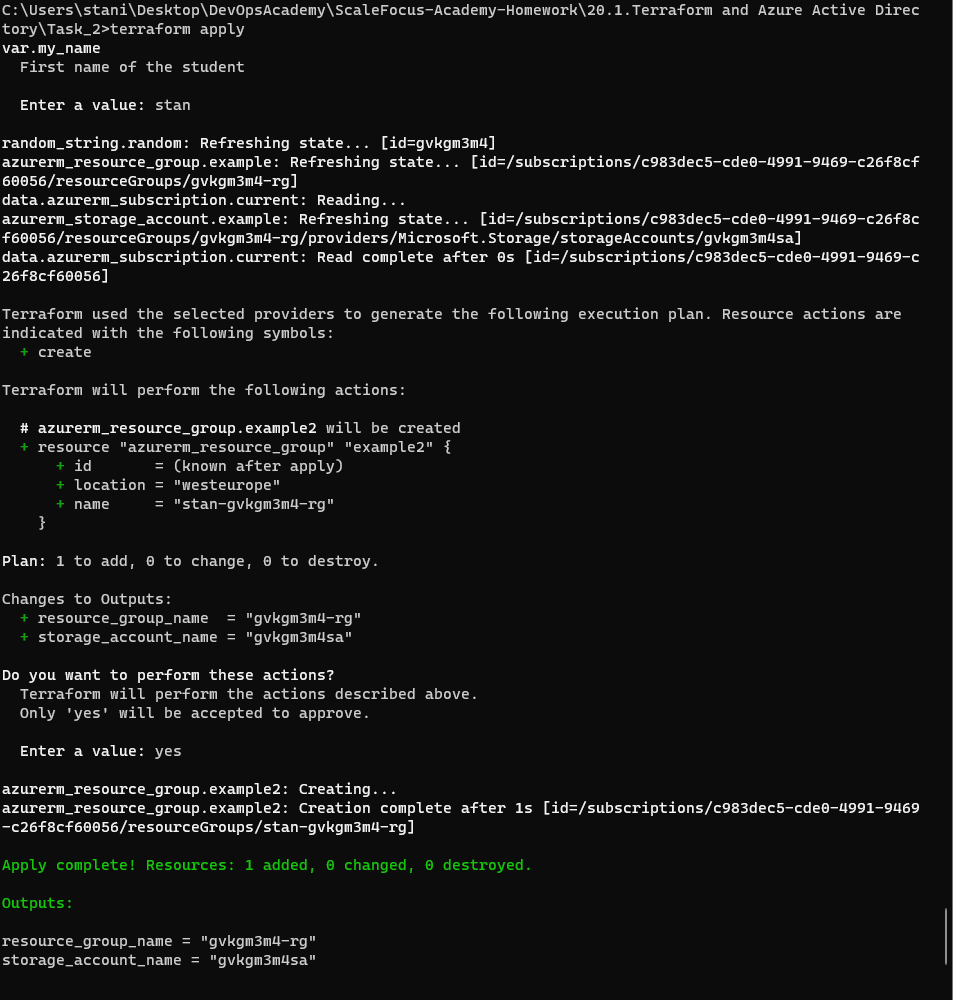 C:\Users\stani\Desktop\DevOpsAcademy\ScaleFocus-Academy-Homework\20.1.Terraform and Azure Active Direc
tory\Task_2>terraform apply
var.my_name
  First name of the student

  Enter a value: stan

random_string.random: Refreshing state... [id=gvkgm3m4]
azurerm_resource_group.example: Refreshing state... [id=/subscriptions/c983dec5-cde0-4991-9469-c26f8cf
60056/resourceGroups/gvkgm3m4-rg]
data.azurerm_subscription.current: Reading...
azurerm_storage_account.example: Refreshing state... [id=/subscriptions/c983dec5-cde0-4991-9469-c26f8c
f60056/resourceGroups/gvkgm3m4-rg/providers/Microsoft.Storage/storageAccounts/gvkgm3m4sa]
data.azurerm_subscription.current: Read complete after 0s [id=/subscriptions/c983dec5-cde0-4991-9469-c
26f8cf60056]

Terraform used the selected providers to generate the following execution plan. Resource actions are
indicated with the following symbols:
  + create

Terraform will perform the following actions:

  # azurerm_resource_group.example2 will be created
  + resource "azurerm_resource_group" "example2" {
      + id       = (known after apply)
      + location = "westeurope"
      + name     = "stan-gvkgm3m4-rg"
    }

Plan: 1 to add, 0 to change, 0 to destroy.

Changes to Outputs:
  + resource_group_name  = "gvkgm3m4-rg"
  + storage_account_name = "gvkgm3m4sa"

Do you want to perform these actions?
  Terraform will perform the actions described above.
  Only 'yes' will be accepted to approve.

  Enter a value: yes

azurerm_resource_group.example2: Creating...
azurerm_resource_group.example2: Creation complete after 1s [id=/subscriptions/c983dec5-cde0-4991-9469
-c26f8cf60056/resourceGroups/stan-gvkgm3m4-rg]

Apply complete! Resources: 1 added, 0 changed, 0 destroyed.

Outputs:

resource_group_name = "gvkgm3m4-rg"
storage_account_name = "gvkgm3m4sa"